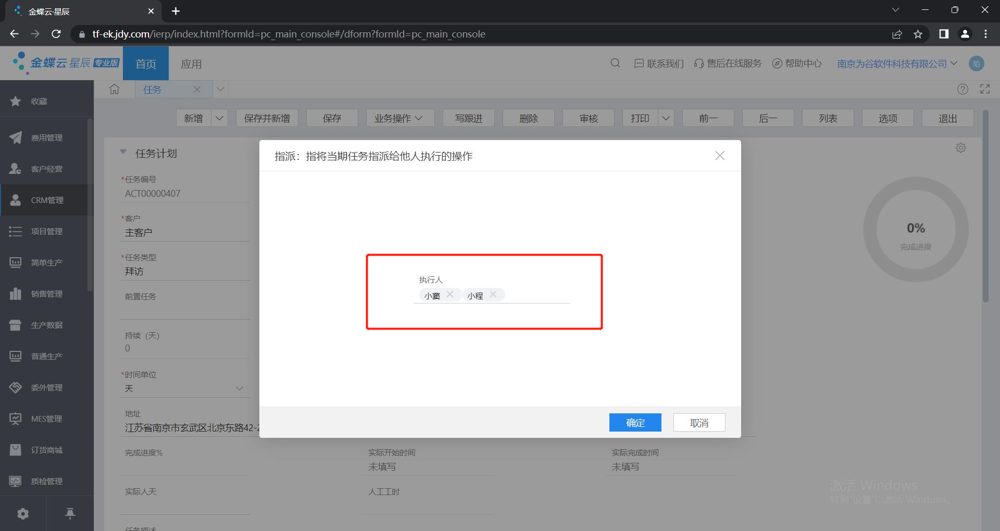 金蝶云·星辰
tf-ek.jdy.com/ierp/index.html?formId=pc_main_console#/dform?formId=pc_main_console
金蝶云 星辰 专业版
首页
应用
联系我们
售后在线服务
帮助中心
南京为谷软件科技有限公司
陌
收藏
费用管理
客户经营
CRM管理
项目管理
简单生产
销售管理
生产数据
普通生产
委外管理
MES管理
订货商城
质检管理
任务
新增
保存并新增
保存
业务操作
写跟进
删除
审核
打印
前一
后一
列表
选项
退出
任务计划
*任务编号
ACT00000407
*客户
主客户
*任务类型
拜访
前置任务
持续（天）
0
*时间单位
天
地址
江苏省南京市玄武区北京东路42-2
完成进度%
实际开始时间
未填写
实际完成时间
未填写
实际人天
人工工时
任务描述
0%
完成进度
指派：指将当期任务指派给他人执行的操作
执行人
小窦
小程
确定
取消
激活 Windows
转到"设置"以激活 Windows。